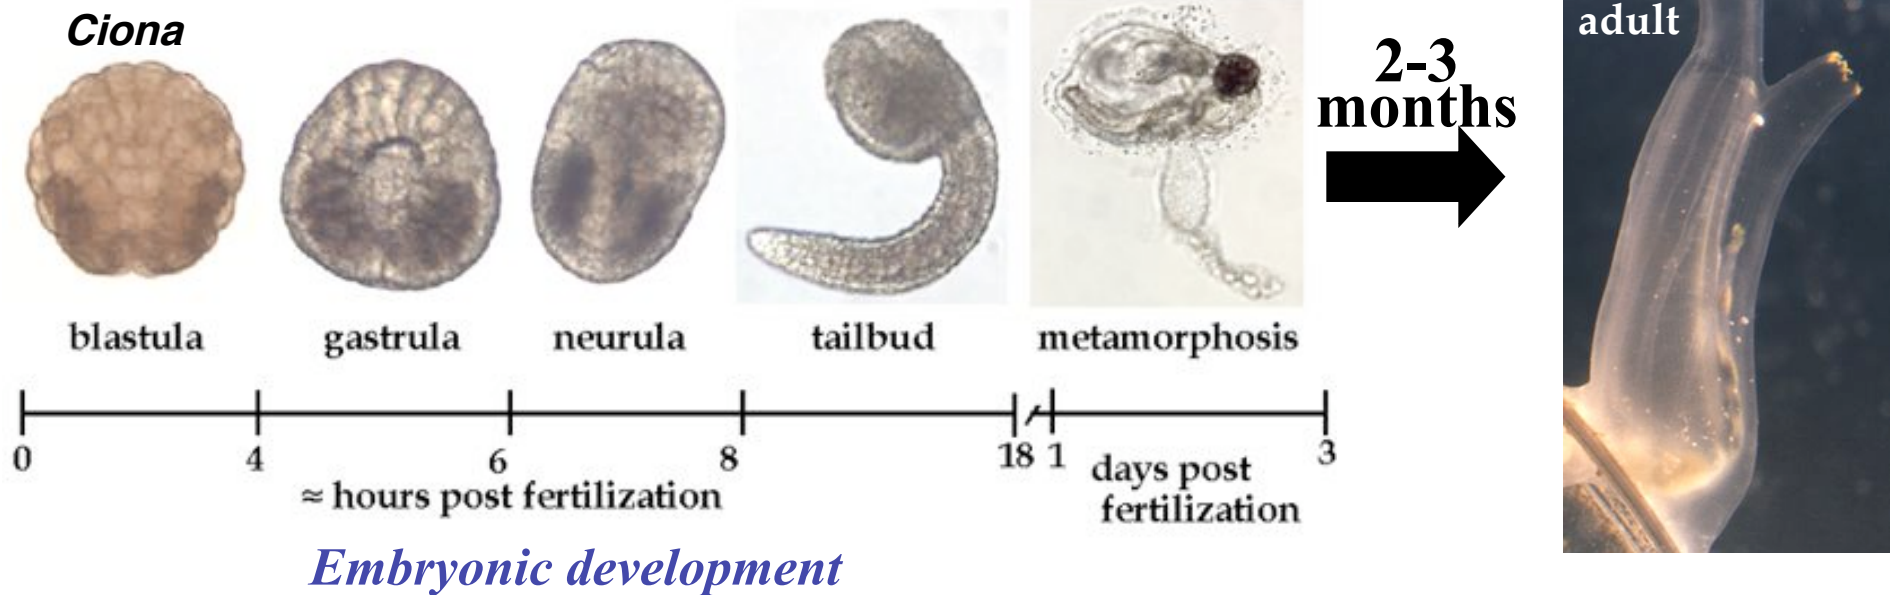 Ciona
adult
2-3
months
blastula
gastrula
neurula
tailbud
metamorphosis
0
4
6
8
18
1
3
≈ hours post fertilization
days post
fertilization
Embryonic development